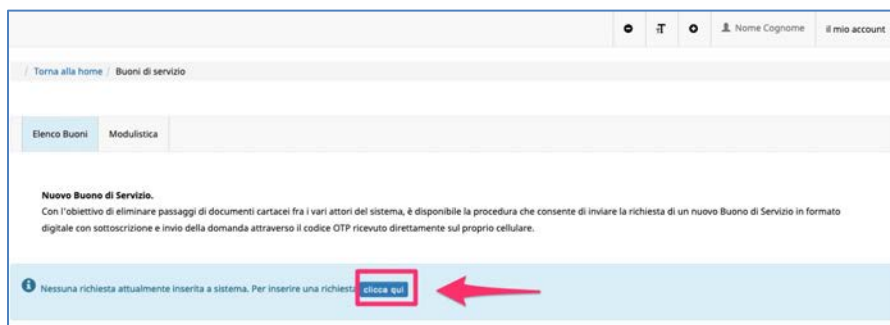 Nome Cognome il mio account
/ Torna alla home / Buoni di servizio
Elenco Buoni Modulistica
Nuovo Buono di Servizio.
Con l'obiettivo di eliminare passaggi di documenti cartacei fra i vari attori del sistema, è disponibile la procedura che consente di inviare la richiesta di un nuovo Buono di Servizio in formato
digitale con sottoscrizione e invio della domanda attraverso il codice OTP ricevuto direttamente sul proprio cellulare.
Nessuna richiesta attualmente inserita a sistema. Per inserire una richiesta clicca qui